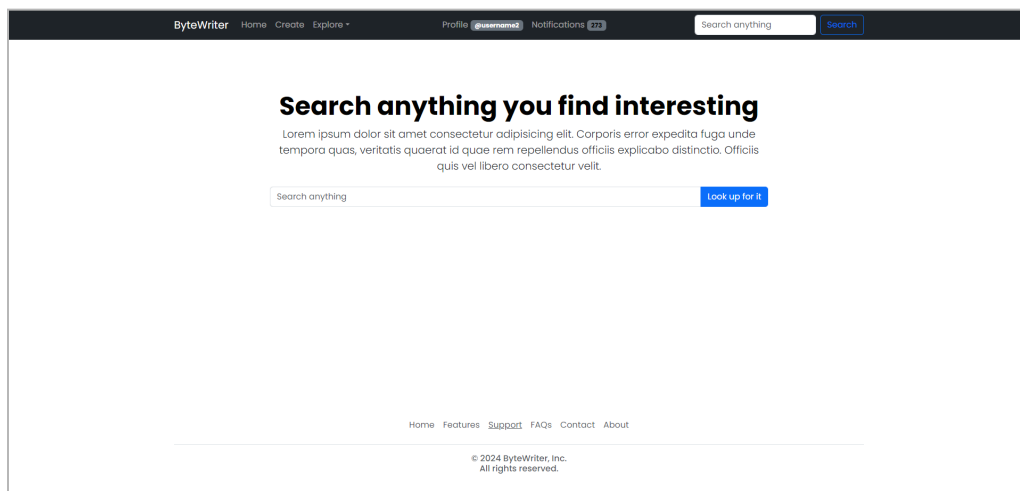 ByteWriter Home Create Explore Profile @username2 Notifications 273 Search anything Search
Search anything you find interesting
Lorem ipsum dolor sit amet consectetur adipisicing elit. Corporis error expedita fuga unde
tempora quas, veritatis quaerat id quae rem repellendus officiis explicabo distinctio. Officiis
quis vel libero consectetur velit.
Search anything Look up for it
Home Features Support FAQs Contact About
© 2024 ByteWriter, Inc.
All rights reserved.